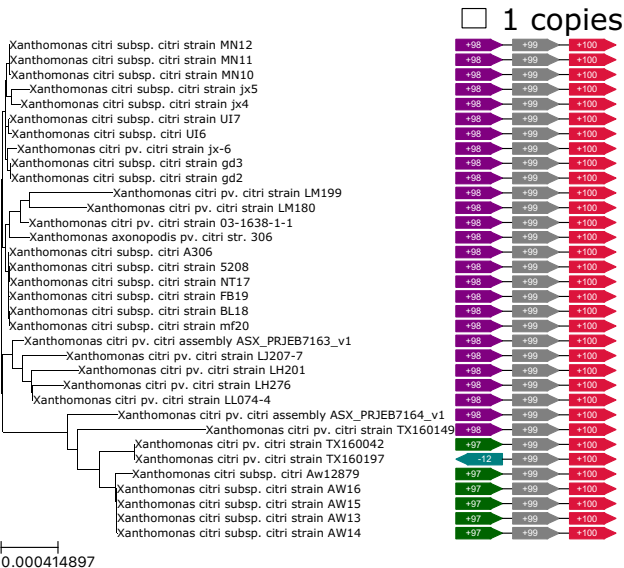 1 copies
Xanthomonas citri subsp. citri strain MN12 +98 +99 +100
Xanthomonas citri subsp. citri strain MN11 +98 +99 +100
Xanthomonas citri subsp. citri strain MN10 +98 +99 +100
Xanthomonas citri subsp. citri strain jx5 +98 +99 +100
Xanthomonas citri subsp. citri strain jx4 +98 +99 +100
Xanthomonas citri subsp. citri strain UI7 +98 +99 +100
Xanthomonas citri subsp. citri UI6 +98 +99 +100
Xanthomonas citri pv. citri strain jx-6 +98 +99 +100
Xanthomonas citri subsp. citri strain gd3 +98 +99 +100
Xanthomonas citri subsp. citri strain gd2 +98 +99 +100
Xanthomonas citri pv. citri strain LM199 +98 +99 +100
Xanthomonas citri pv. citri strain LM180 +98 +99 +100
Xanthomonas citri pv. citri strain 03-1638-1-1 +98 +99 +100
Xanthomonas axonopodis pv. citri str. 306 +98 +99 +100
Xanthomonas citri subsp. citri A306 +98 +99 +100
Xanthomonas citri subsp. citri strain 5208 +98 +99 +100
Xanthomonas citri subsp. citri strain NT17 +98 +99 +100
Xanthomonas citri subsp. citri strain FB19 +98 +99 +100
Xanthomonas citri subsp. citri strain BL18 +98 +99 +100
Xanthomonas citri subsp. citri strain mf20 +98 +99 +100
Xanthomonas citri pv. citri assembly ASX_PRJEB7163_v1 +98 +99 +100
Xanthomonas citri pv. citri strain LJ207-7 +98 +99 +100
Xanthomonas citri pv. citri strain LH201 +98 +99 +100
Xanthomonas citri pv. citri strain LH276 +98 +99 +100
Xanthomonas citri pv. citri strain LL074-4 +98 +99 +100
Xanthomonas citri pv. citri assembly ASX_PRJEB7164_v1 +98 +99 +100
Xanthomonas citri pv. citri strain TX160149 +98 +99 +100
Xanthomonas citri pv. citri strain TX160042 +97 +99 +100
Xanthomonas citri pv. citri strain TX160197 -12 +99 +100
Xanthomonas citri subsp. citri Aw12879 +97 +99 +100
Xanthomonas citri subsp. citri strain AW16 +97 +99 +100
Xanthomonas citri subsp. citri strain AW15 +97 +99 +100
Xanthomonas citri subsp. citri strain AW13 +97 +99 +100
Xanthomonas citri subsp. citri strain AW14 +97 +99 +100
0.000414897